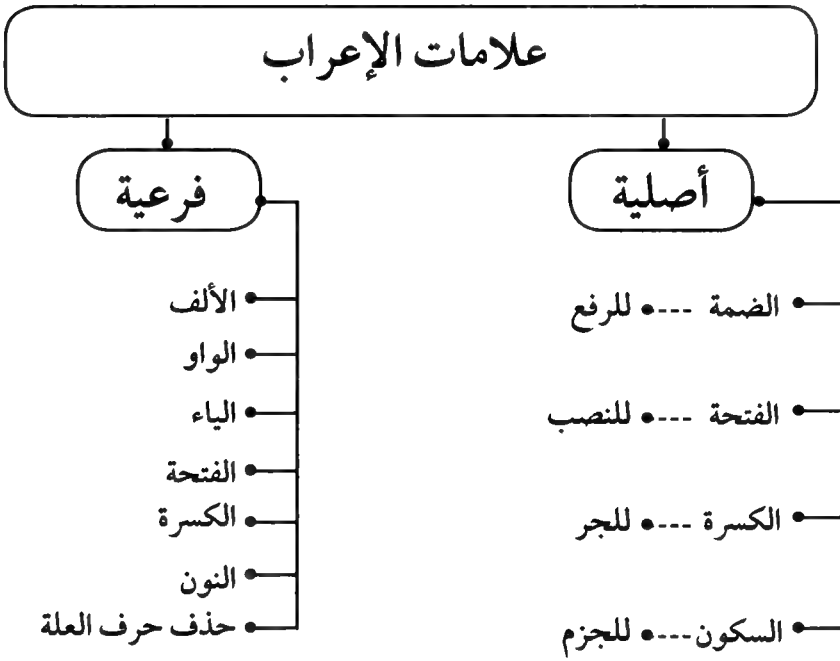 علامات الإعراب
أصلية
الضمة --- للرفع
الفتحة --- للنصب
الكسرة --- للجر
السكون --- للجزم
فرعية
الألف
الواو
الياء
الفتحة
الكسرة
النون
حذف حرف العلة